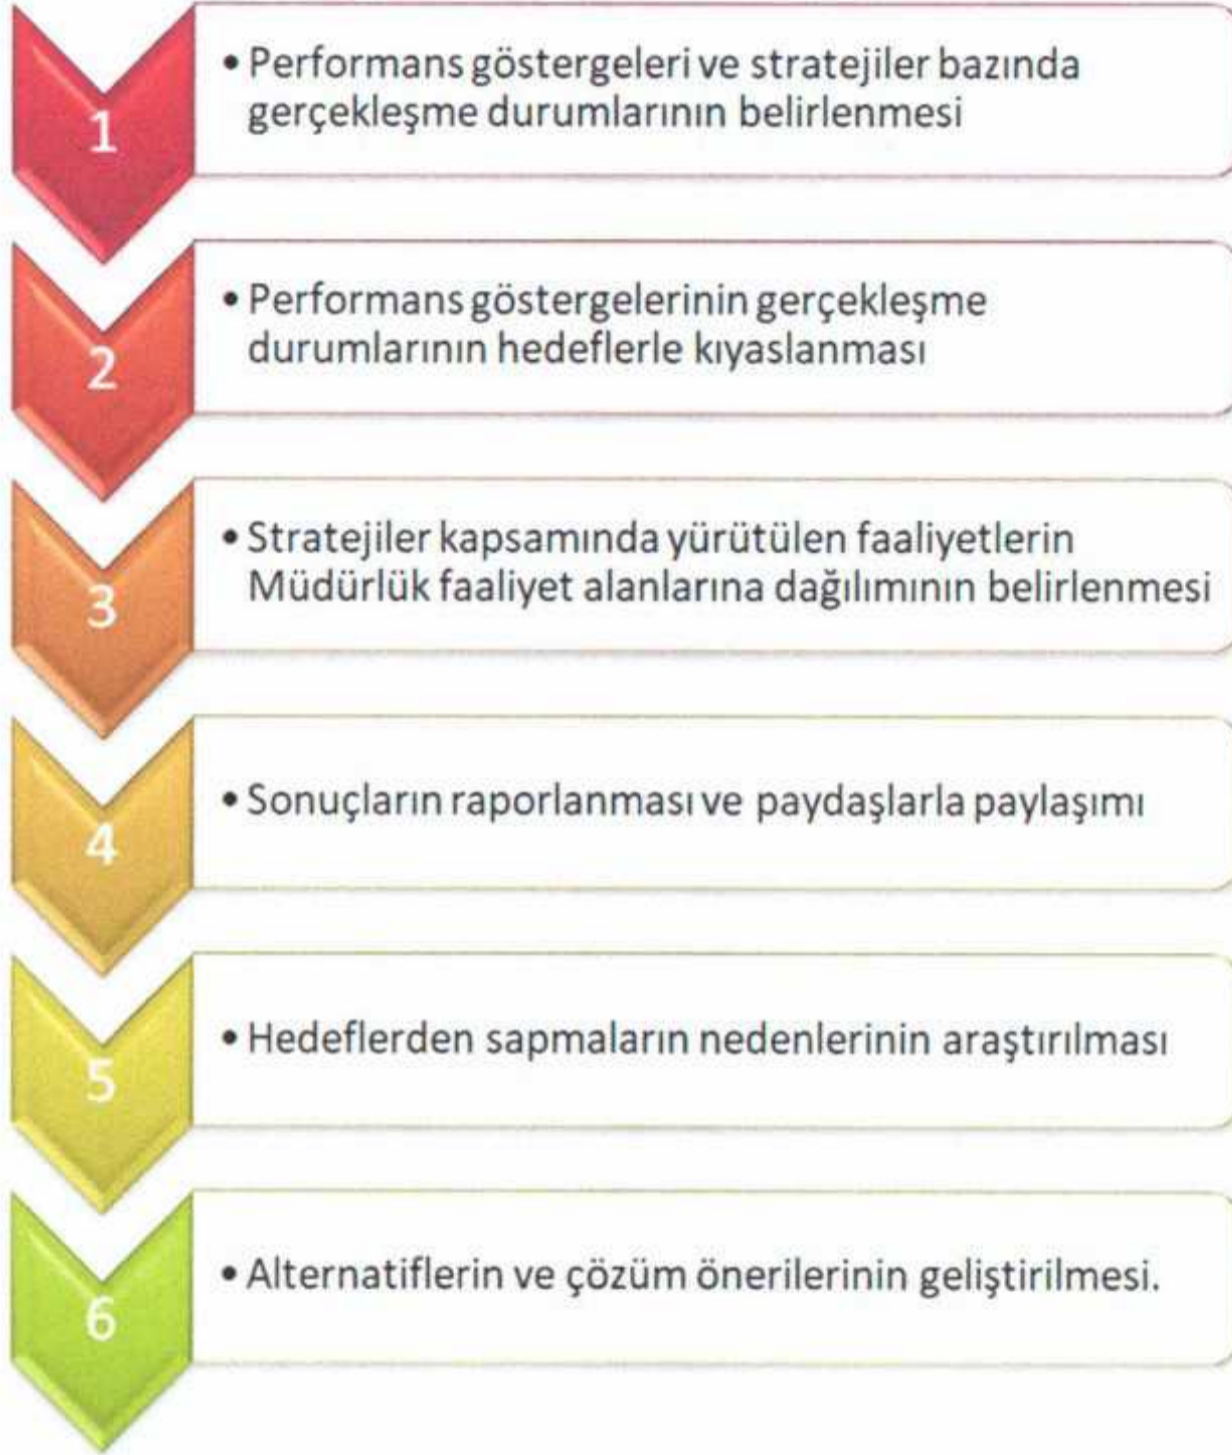 1
• Performans göstergeleri ve stratejiler bazında
gerçekleşme durumlarının belirlenmesi
2
• Performans göstergelerinin gerçekleşme
durumlarının hedeflerle kıyaslanması
3
• Stratejiler kapsamında yürütülen faaliyetlerin
Müdürlük faaliyet alanlarına dağılımının belirlenmesi
4
• Sonuçların raporlanması ve paydaşlarla paylaşımı
5
• Hedeflerden sapmaların nedenlerinin araştırılması
6
• Alternatiflerin ve çözüm önerilerinin geliştirilmesi.